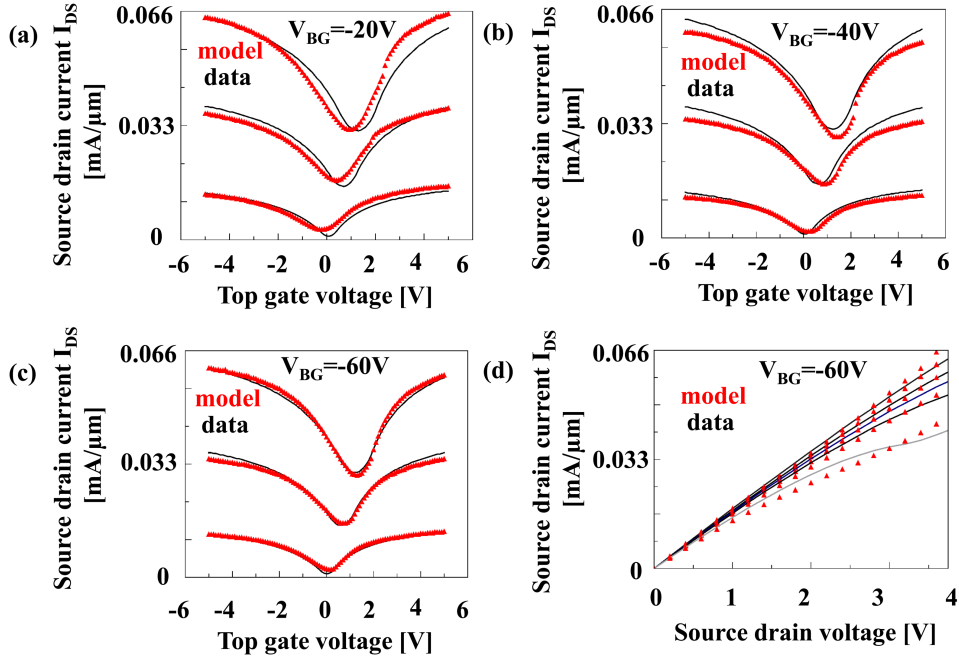 (a)
Source drain current I_DS
[mA/μm]
0.066
0.033
0
V_BG=-20V
model
data
-6 -4 -2 0 2 4 6
Top gate voltage [V]
(b)
Source drain current I_DS
[mA/μm]
0.066
0.033
0
V_BG=-40V
model
data
-6 -4 -2 0 2 4 6
Top gate voltage [V]
(c)
Source drain current I_DS
[mA/μm]
0.066
0.033
0
V_BG=-60V
model
data
-6 -4 -2 0 2 4 6
Top gate voltage [V]
(d)
Source drain current I_DS
[mA/μm]
0.066
0.033
0
V_BG=-60V
model
data
0 1 2 3 4
Source drain voltage [V]